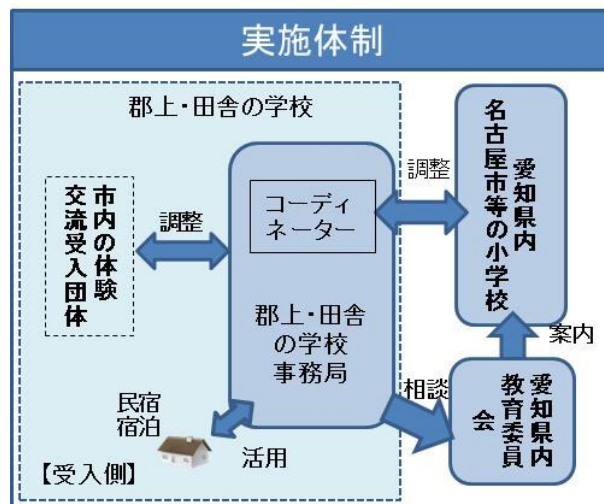 実施体制
郡上・田舎の学校
市内の体験
交流受入団体
調整
コーディ
ネーター
郡上・田舎
の学校
事務局
調整
愛知県内
名古屋市等の小学校
案内
相談
愛知県内
教育委員
会
民宿
宿泊
活用
【受入側】